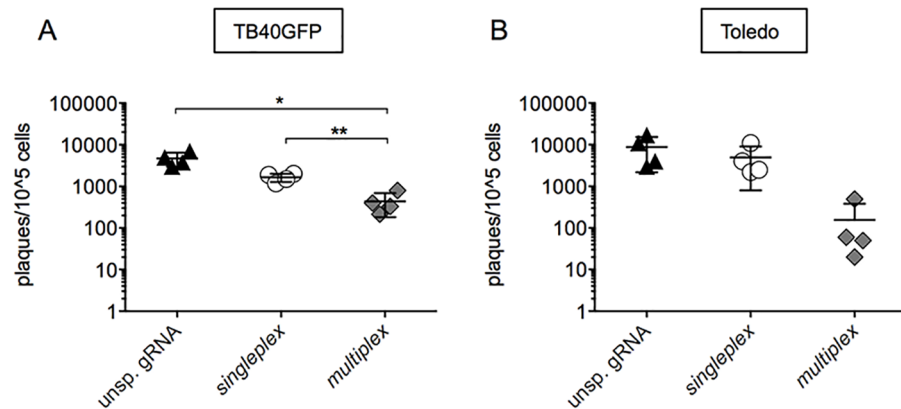 A
TB40GFP
plaques/10^5 cells
100000
10000
1000
100
10
1
*
**
unsp. gRNA
singleplex
multiplex
B
Toledo
plaques/10^5 cells
100000
10000
1000
100
10
1
unsp. gRNA
singleplex
multiplex